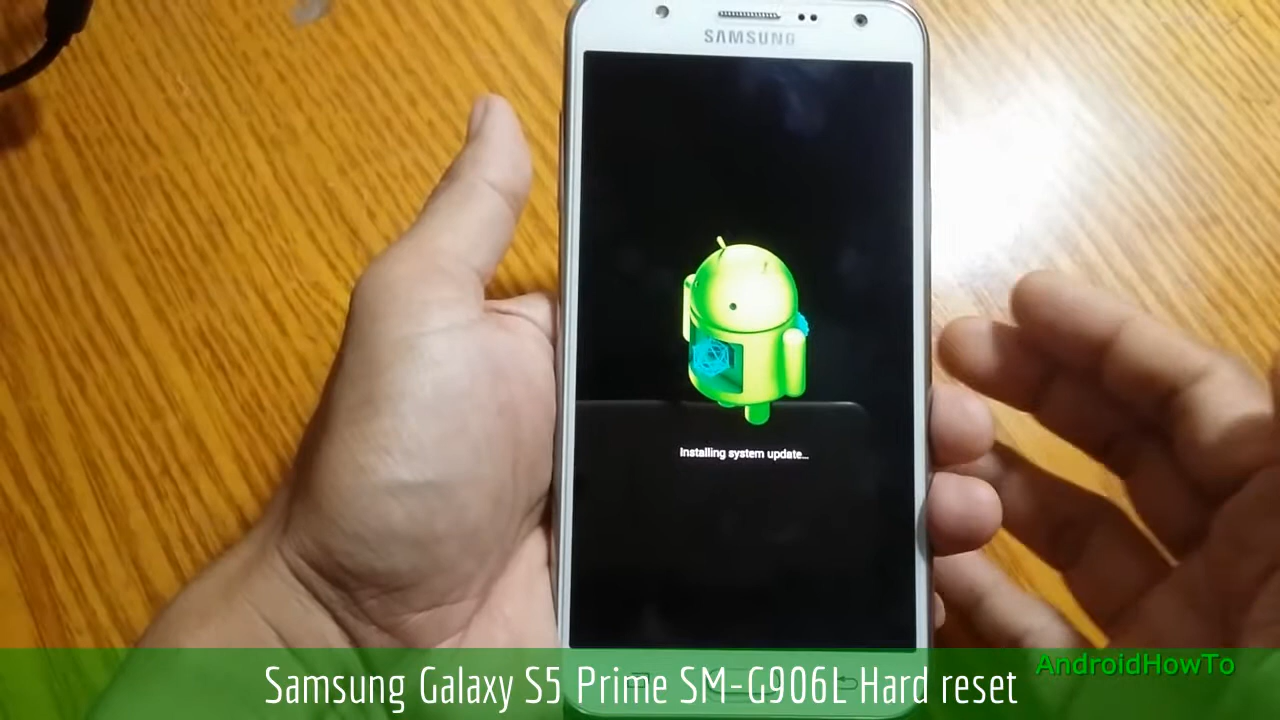 SAMSUNG
Installing system update...
AndroidHowTo
Samsung Galaxy S5 Prime SM-G906L Hard reset